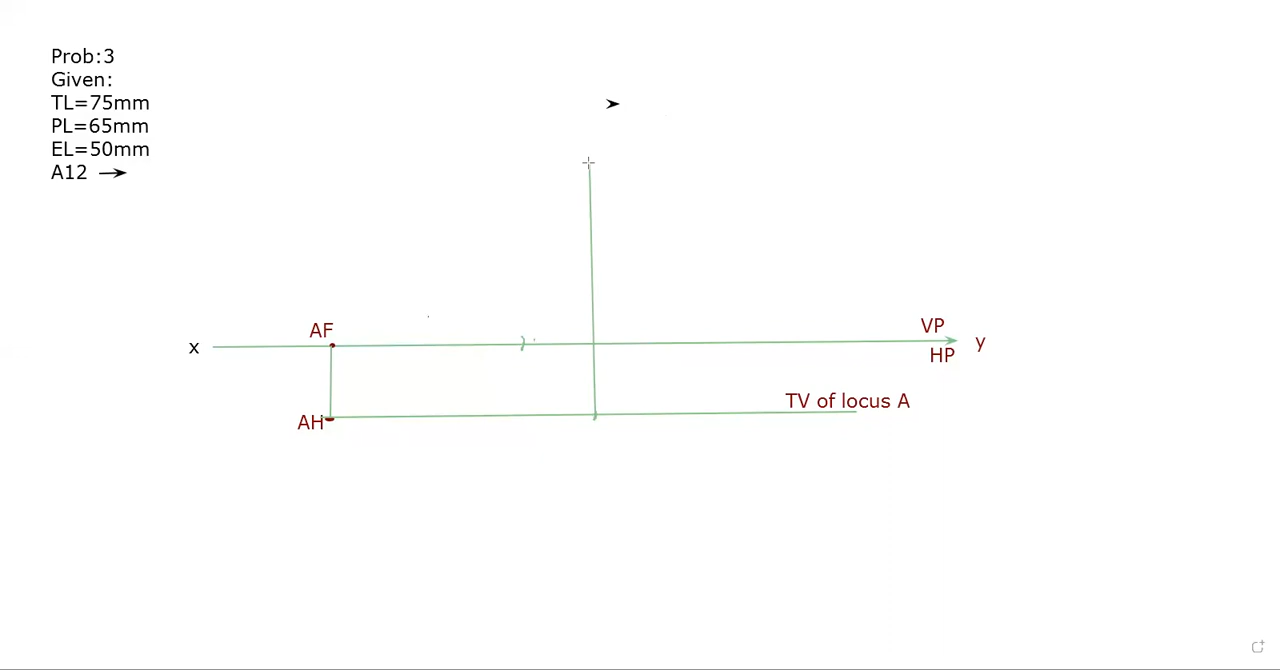 Prob:3
Given:
TL=75mm
PL=65mm
EL=50mm
A12 →
AF
VP
x
y
HP
TV of locus A
AH